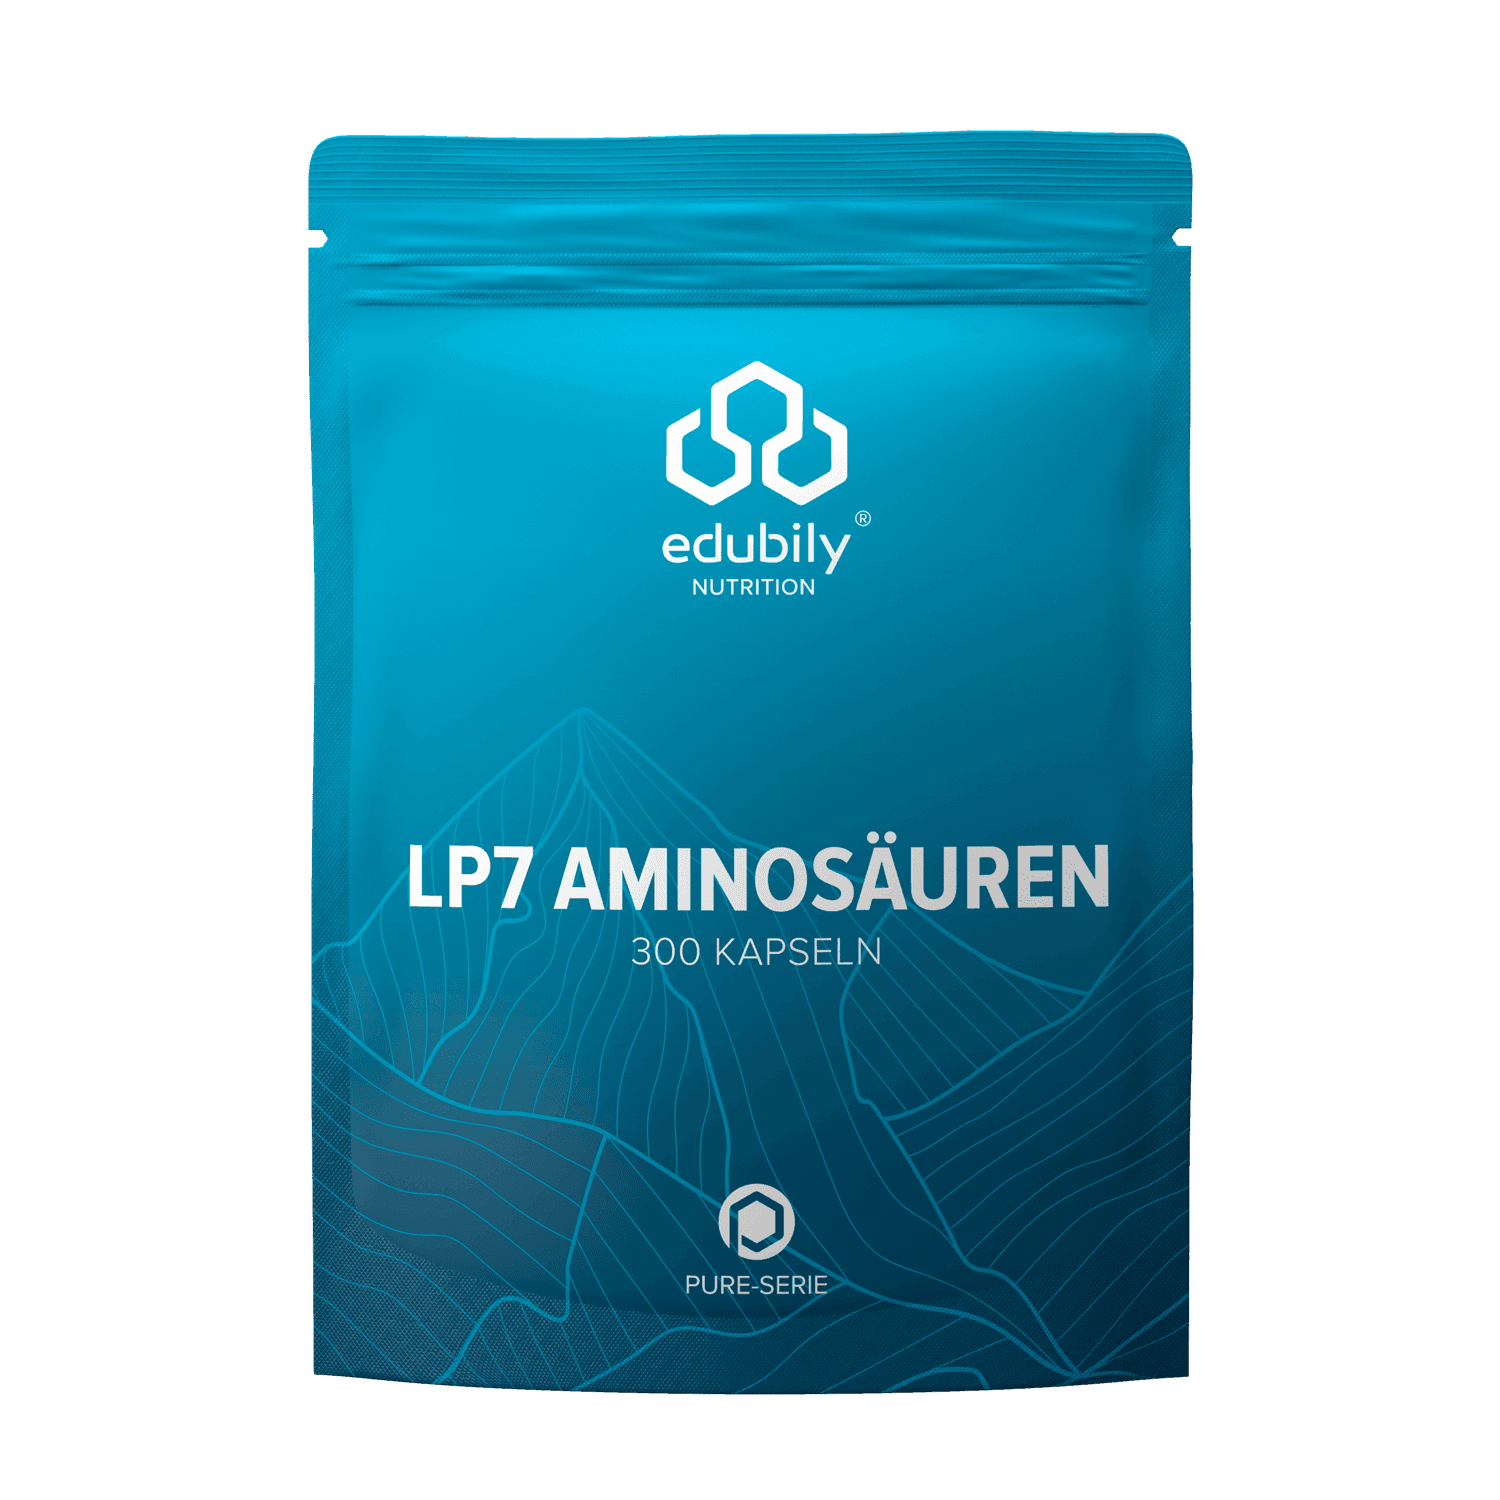 edubily®
NUTRITION
LP7 AMINOSÄUREN
300 KAPSELN
PURE-SERIE